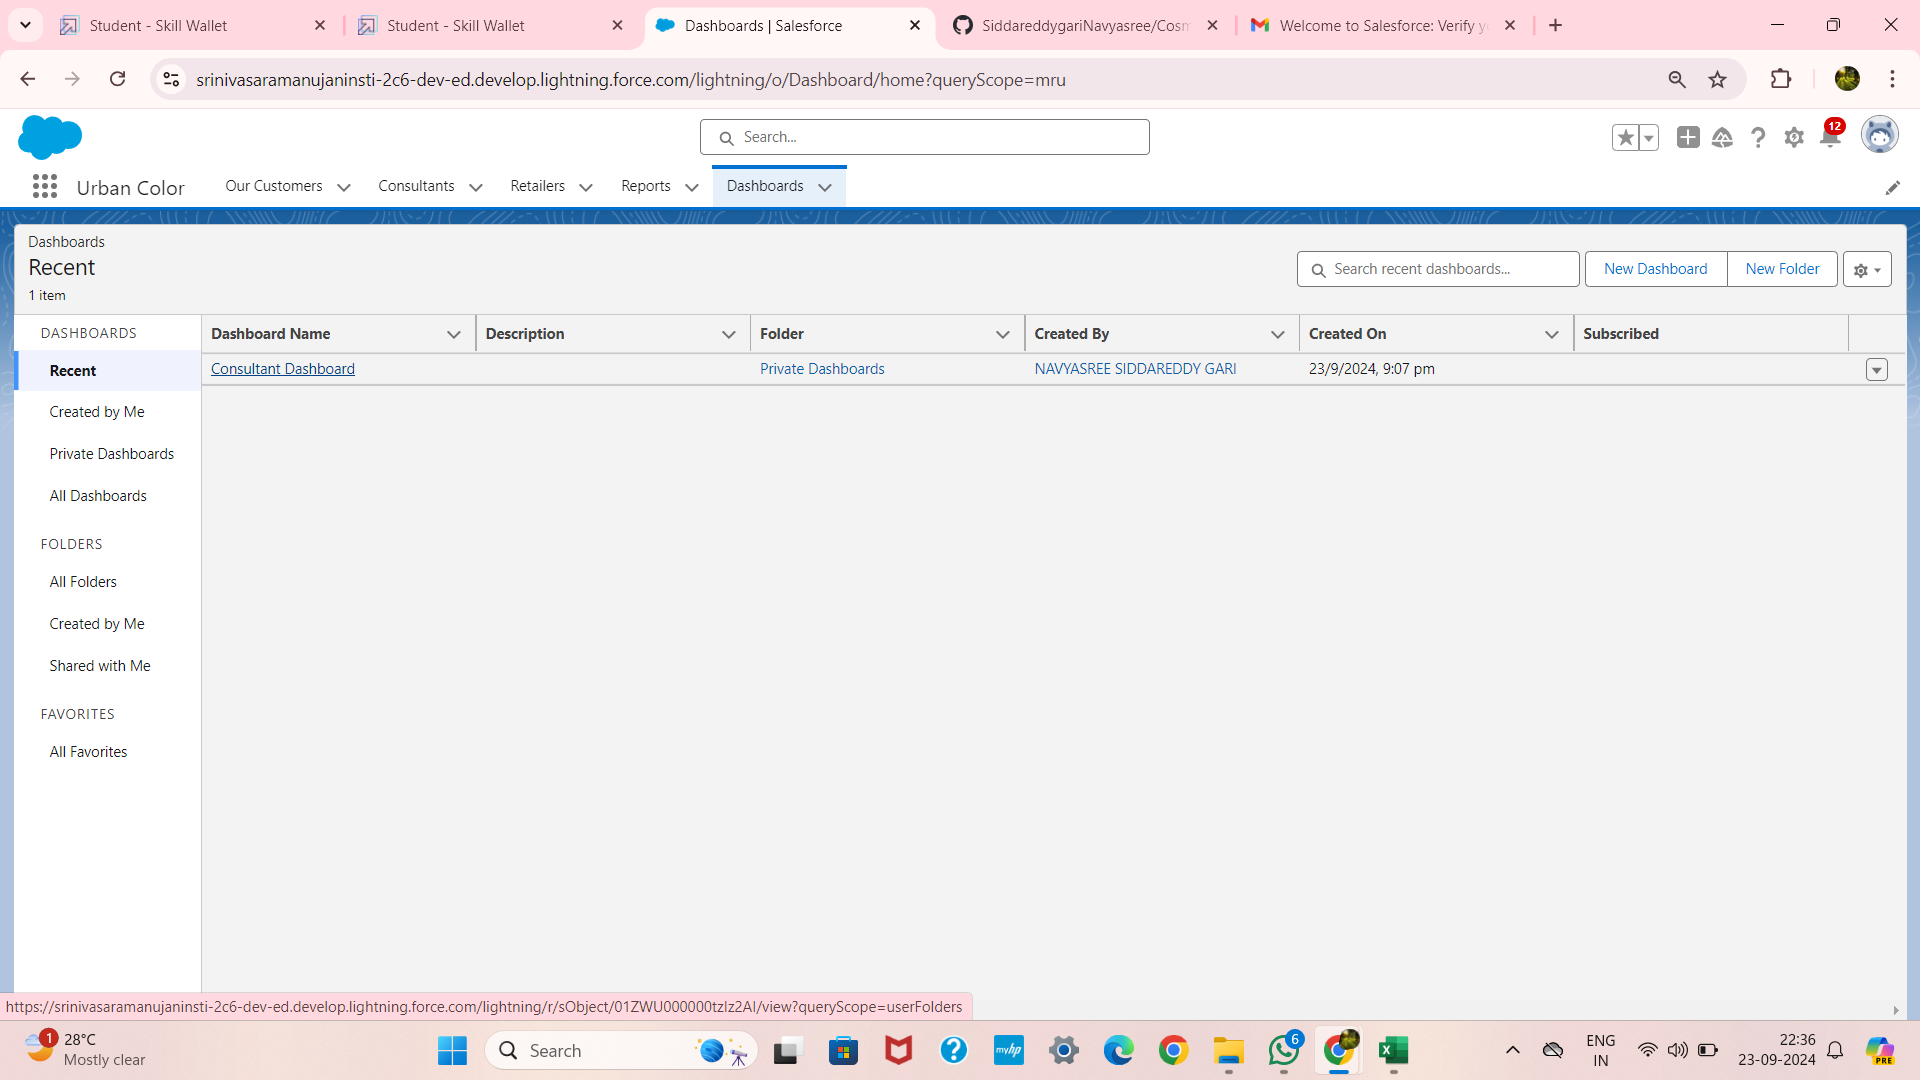 Student - Skill Wallet
Student - Skill Wallet
Dashboards | Salesforce
SiddareddygariNavyasree/Cosm
Welcome to Salesforce: Verify y
srinivasaramanujaninsti-2c6-dev-ed.develop.lightning.force.com/lightning/o/Dashboard/home?queryScope=mru
Search...
12
Urban Color
Our Customers
Consultants
Retailers
Reports
Dashboards
Dashboards
Recent
1 item
Search recent dashboards...
New Dashboard
New Folder
DASHBOARDS
Recent
Created by Me
Private Dashboards
All Dashboards
FOLDERS
All Folders
Created by Me
Shared with Me
FAVORITES
All Favorites
Dashboard Name
Description
Folder
Created By
Created On
Subscribed
Consultant Dashboard
Private Dashboards
NAVYASREE SIDDAREDDY GARI
23/9/2024, 9:07 pm
https://srinivasaramanujaninsti-2c6-dev-ed.develop.lightning.force.com/lightning/r/sObject/01ZWU000000tzlz2AI/view?queryScope=userFolders
1
28°C
Mostly clear
Search
myhp
6
ENG
IN
22:36
23-09-2024
PRE